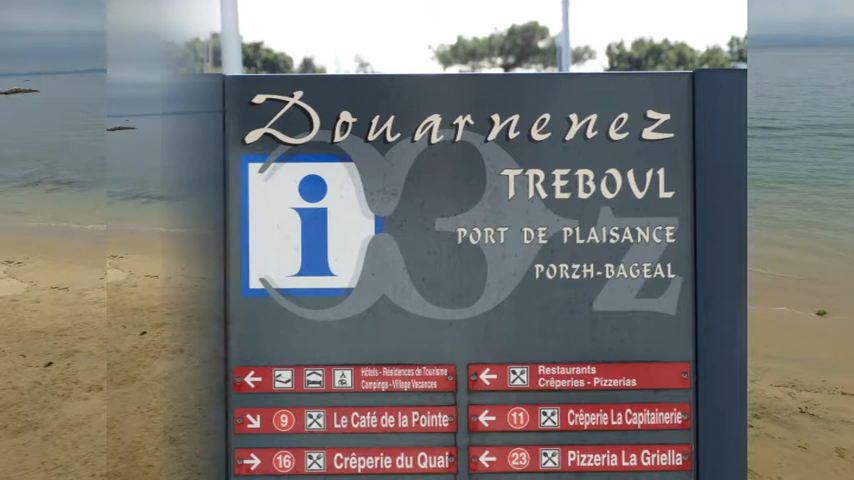 Douarnenez
TREBOUL
PORT DE PLAISANCE
PORZH-BAGEAL
i
z
Hôtels - Résidences de Tourisme
Campings - Village Vacances
Restaurants
Crêperies - Pizzerias
9 Le Café de la Pointe
11 Crêperie La Capitainerie
16 Crêperie du Quai
23 Pizzeria La Griella